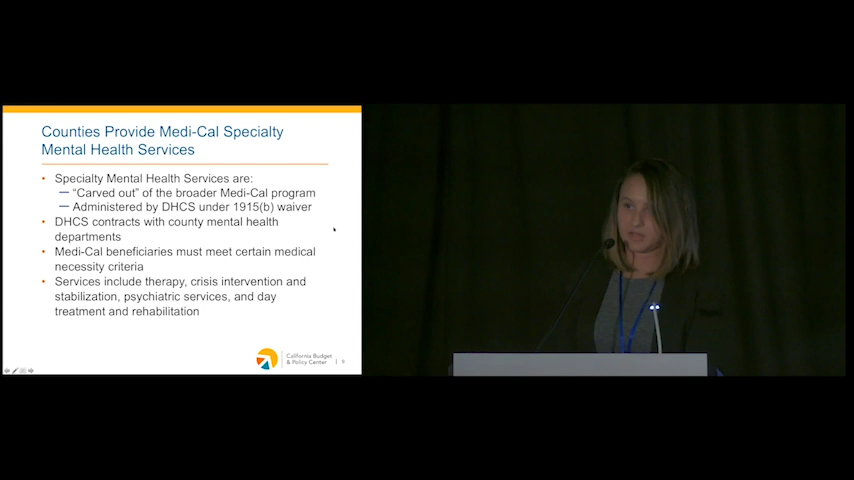 Counties Provide Medi-Cal Specialty
Mental Health Services
• Specialty Mental Health Services are:
— “Carved out” of the broader Medi-Cal program
— Administered by DHCS under 1915(b) waiver
• DHCS contracts with county mental health
departments
• Medi-Cal beneficiaries must meet certain medical
necessity criteria
• Services include therapy, crisis intervention and
stabilization, psychiatric services, and day
treatment and rehabilitation
California Budget
& Policy Center
| 9